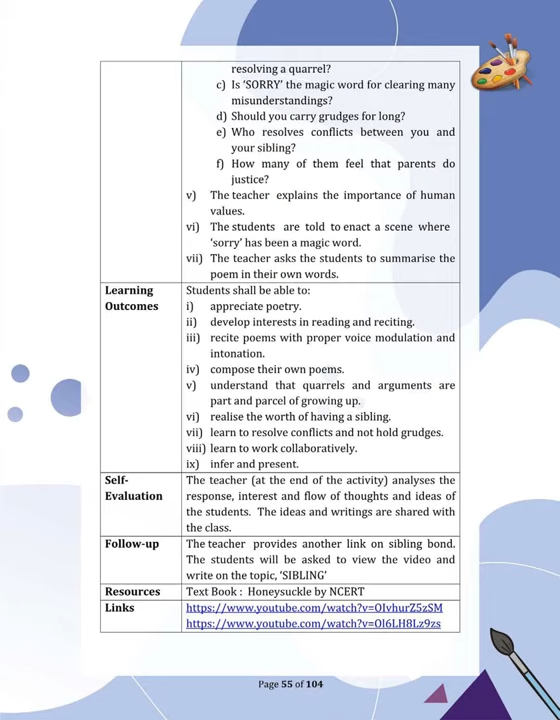 resolving a quarrel?
c) Is ‘SORRY’ the magic word for clearing many
misunderstandings?
d) Should you carry grudges for long?
e) Who resolves conflicts between you and
your sibling?
f) How many of them feel that parents do
justice?
v) The teacher explains the importance of human
values.
vi) The students are told to enact a scene where
‘sorry’ has been a magic word.
vii) The teacher asks the students to summarise the
poem in their own words.
Learning
Outcomes
Students shall be able to:
i) appreciate poetry.
ii) develop interests in reading and reciting.
iii) recite poems with proper voice modulation and
intonation.
iv) compose their own poems.
v) understand that quarrels and arguments are
part and parcel of growing up.
vi) realise the worth of having a sibling.
vii) learn to resolve conflicts and not hold grudges.
viii) learn to work collaboratively.
ix) infer and present.
Self-
Evaluation
The teacher (at the end of the activity) analyses the
response, interest and flow of thoughts and ideas of
the students. The ideas and writings are shared with
the class.
Follow-up
The teacher provides another link on sibling bond.
The students will be asked to view the video and
write on the topic, ‘SIBLING’
Resources
Text Book : Honeysuckle by NCERT
Links
https://www.youtube.com/watch?v=OIvhurZ5zSM
https://www.youtube.com/watch?v=Ol6LH8Lz9zs
Page 55 of 104